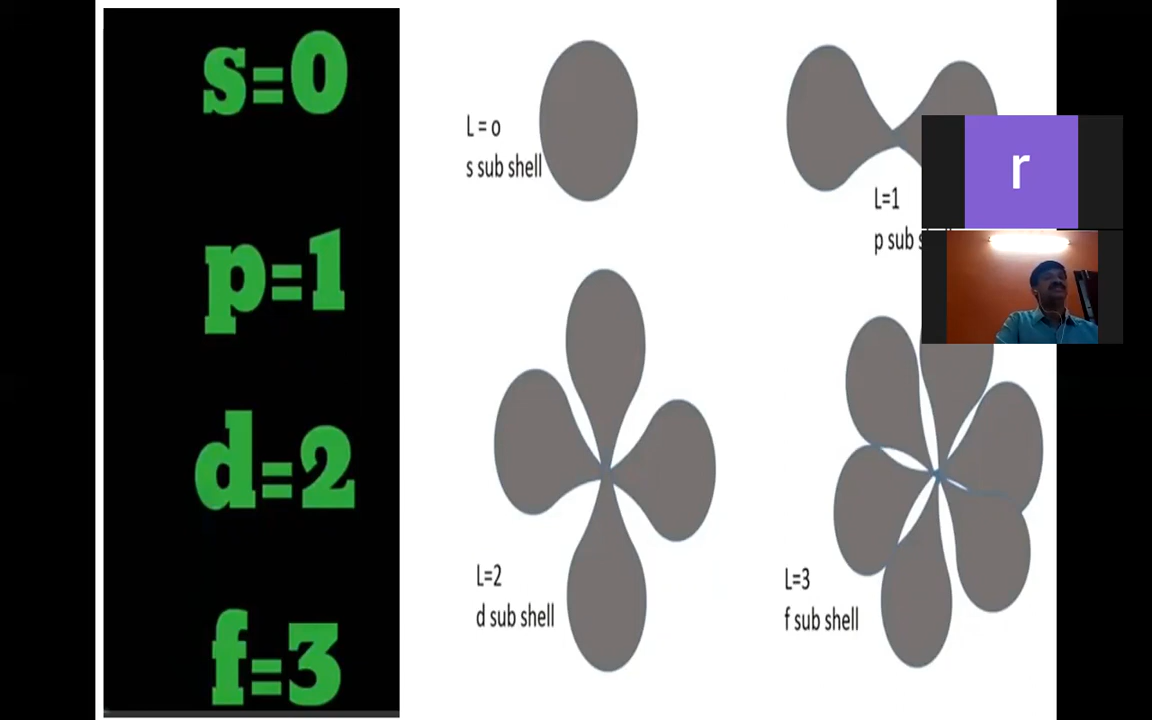 s=0
p=1
d=2
f=3
L = o
s sub shell
L=1
p sub
L=2
d sub shell
L=3
f sub shell
r